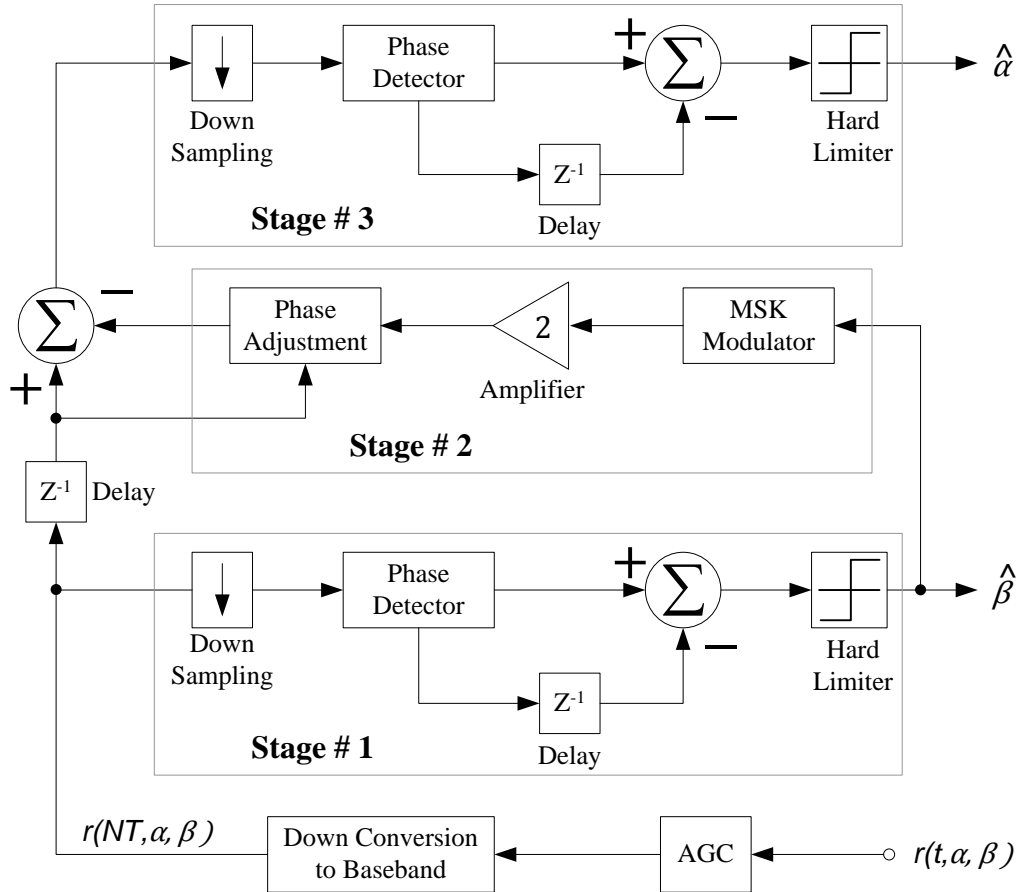 Phase
Detector
+
Σ
−
α̂
Down
Sampling
Z-1
Delay
Hard
Limiter
Stage # 3
Σ
−
+
Phase
Adjustment
2
Amplifier
MSK
Modulator
Stage # 2
Z-1
Delay
Phase
Detector
+
Σ
−
β̂
Down
Sampling
Z-1
Delay
Hard
Limiter
Stage # 1
r(NT,α,β)
Down Conversion
to Baseband
AGC
r(t,α,β)